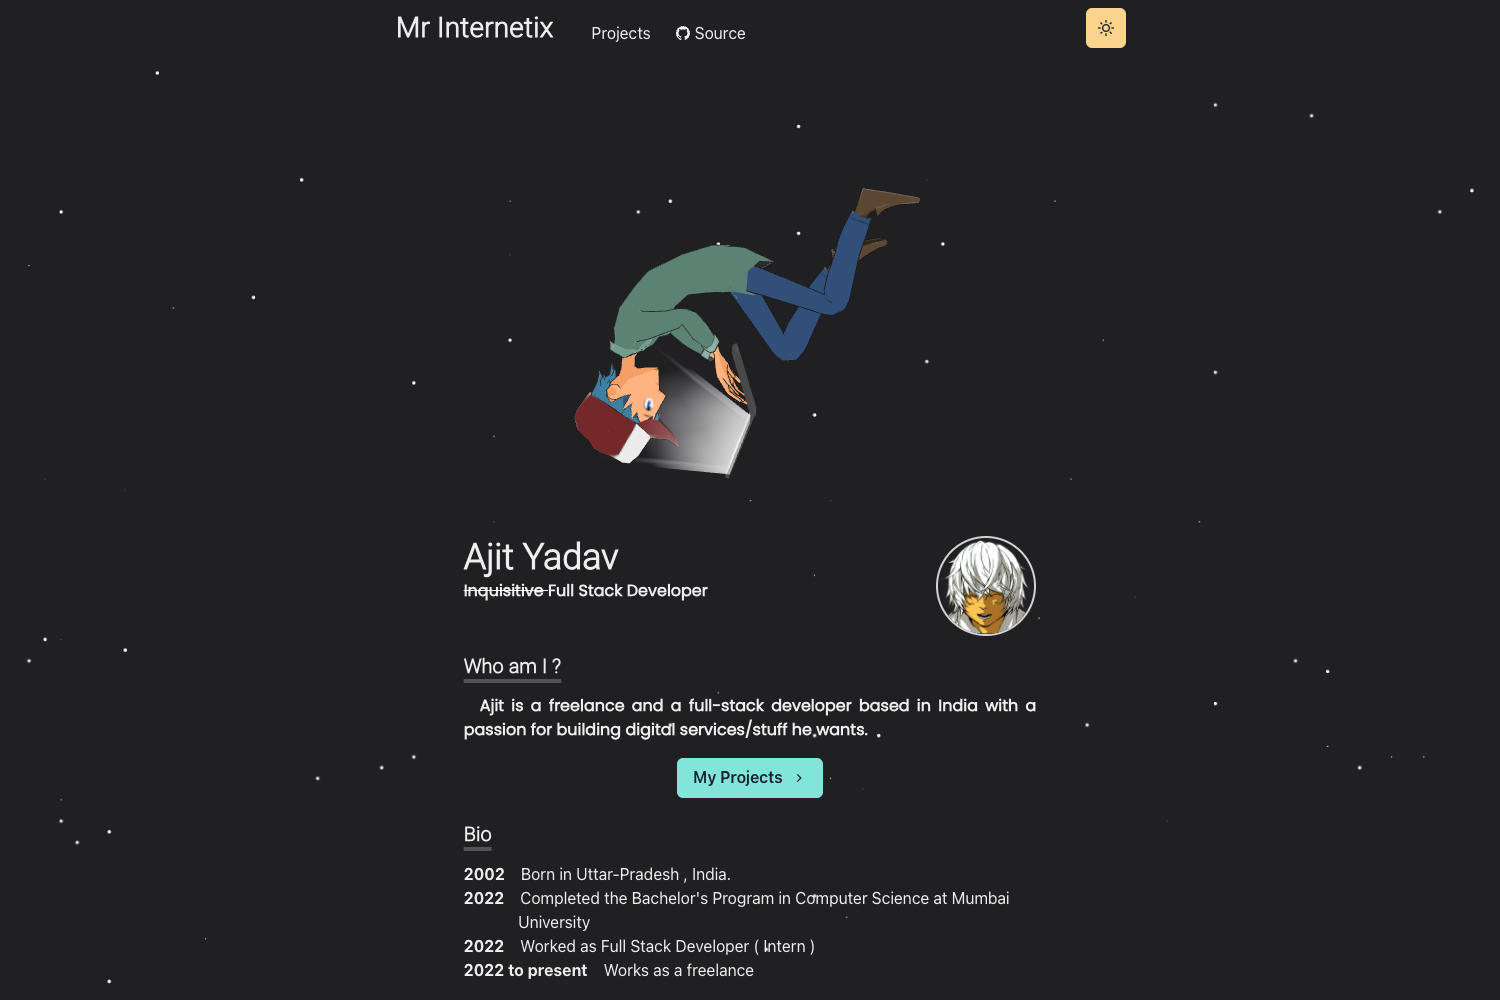 Mr Internetix
Projects
Source
Ajit Yadav
Inquisitive Full Stack Developer
Who am I ?
Ajit is a freelance and a full-stack developer based in India with a
passion for building digital services/stuff he wants.
My Projects
Bio
2002 Born in Uttar-Pradesh , India.
2022 Completed the Bachelor's Program in Computer Science at Mumbai
University
2022 Worked as Full Stack Developer ( Intern )
2022 to present Works as a freelance